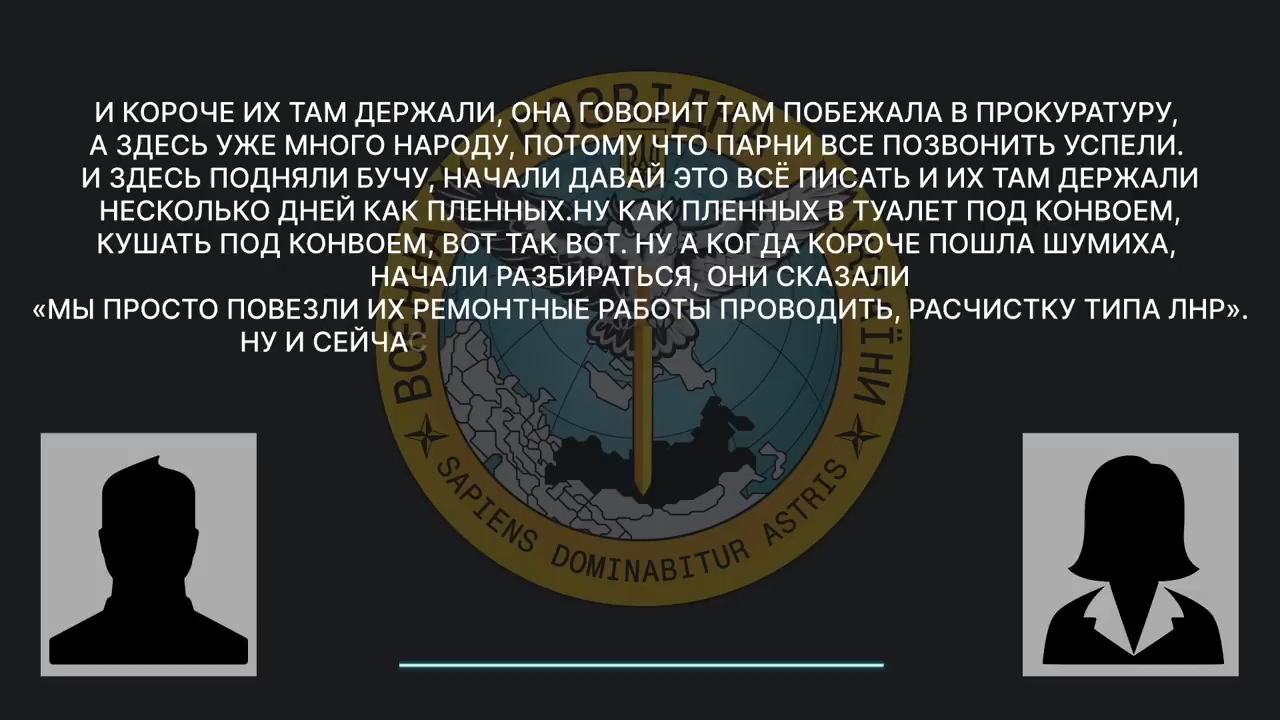 И КОРОЧЕ ИХ ТАМ ДЕРЖАЛИ, ОНА ГОВОРИТ ТАМ ПОБЕЖАЛА В ПРОКУРАТУРУ,
А ЗДЕСЬ УЖЕ МНОГО НАРОДУ, ПОТОМУ ЧТО ПАРНИ ВСЕ ПОЗВОНИТЬ УСПЕЛИ.
И ЗДЕСЬ ПОДНЯЛИ БУЧУ, НАЧАЛИ ДАВАЙ ЭТО ВСЁ ПИСАТЬ И ИХ ТАМ ДЕРЖАЛИ
НЕСКОЛЬКО ДНЕЙ КАК ПЛЕННЫХ.НУ КАК ПЛЕННЫХ В ТУАЛЕТ ПОД КОНВОЕМ,
КУШАТЬ ПОД КОНВОЕМ, ВОТ ТАК ВОТ. НУ А КОГДА КОРОЧЕ ПОШЛА ШУМИХА,
НАЧАЛИ РАЗБИРАТЬСЯ, ОНИ СКАЗАЛИ
«МЫ ПРОСТО ПОВЕЗЛИ ИХ РЕМОНТНЫЕ РАБОТЫ ПРОВОДИТЬ, РАСЧИСТКУ ТИПА ЛНР».
НУ И СЕЙЧАС
SAPIENS DOMINABITUR ASTRIS